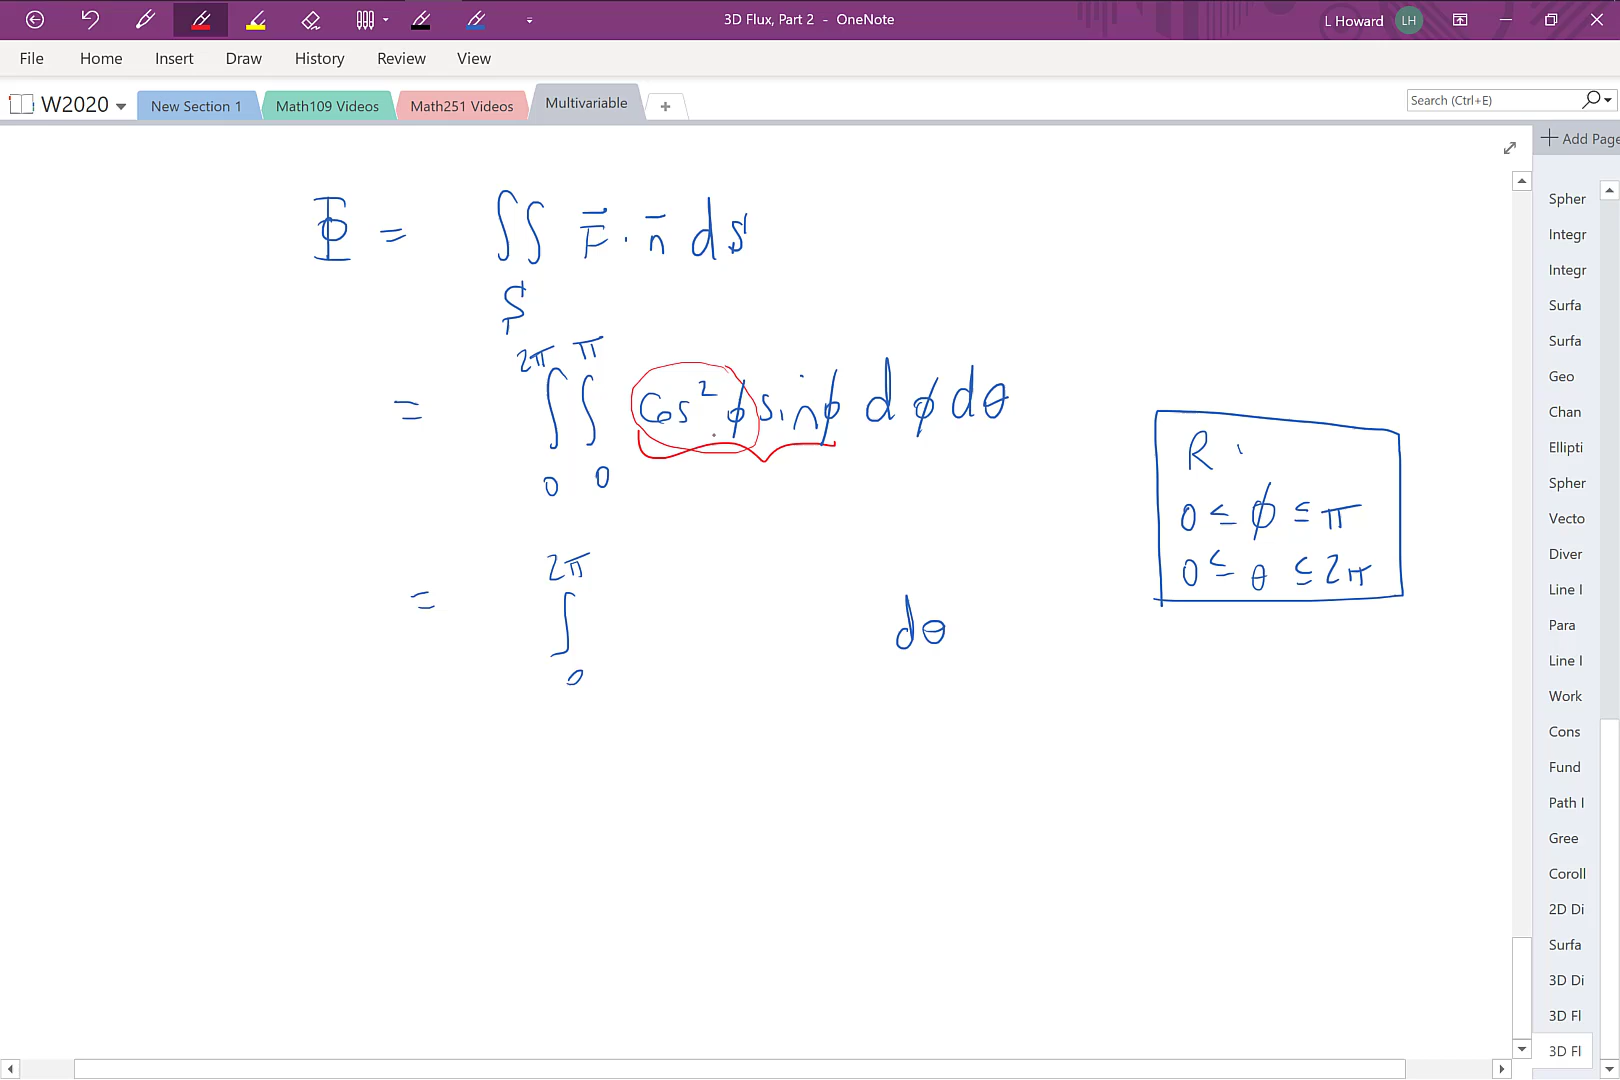 3D Flux, Part 2 - OneNote
L Howard LH
File Home Insert Draw History Review View
W2020 New Section 1 Math109 Videos Math251 Videos Multivariable
Search (Ctrl+E)
Add Page
Φ = ∬ F⃗ · n̄ dS
S
2π π
= ∫ ∫ cos² φ sin φ dφ dθ
0 0
R :
0 ≤ φ ≤ π
0 ≤ θ ≤ 2π
2π
= ∫ dθ
0
Spher
Integr
Integr
Surfa
Surfa
Geo
Chan
Ellipti
Spher
Vecto
Diver
Line I
Para
Line I
Work
Cons
Fund
Path I
Gree
Coroll
2D Di
Surfa
3D Di
3D Fl
3D Fl